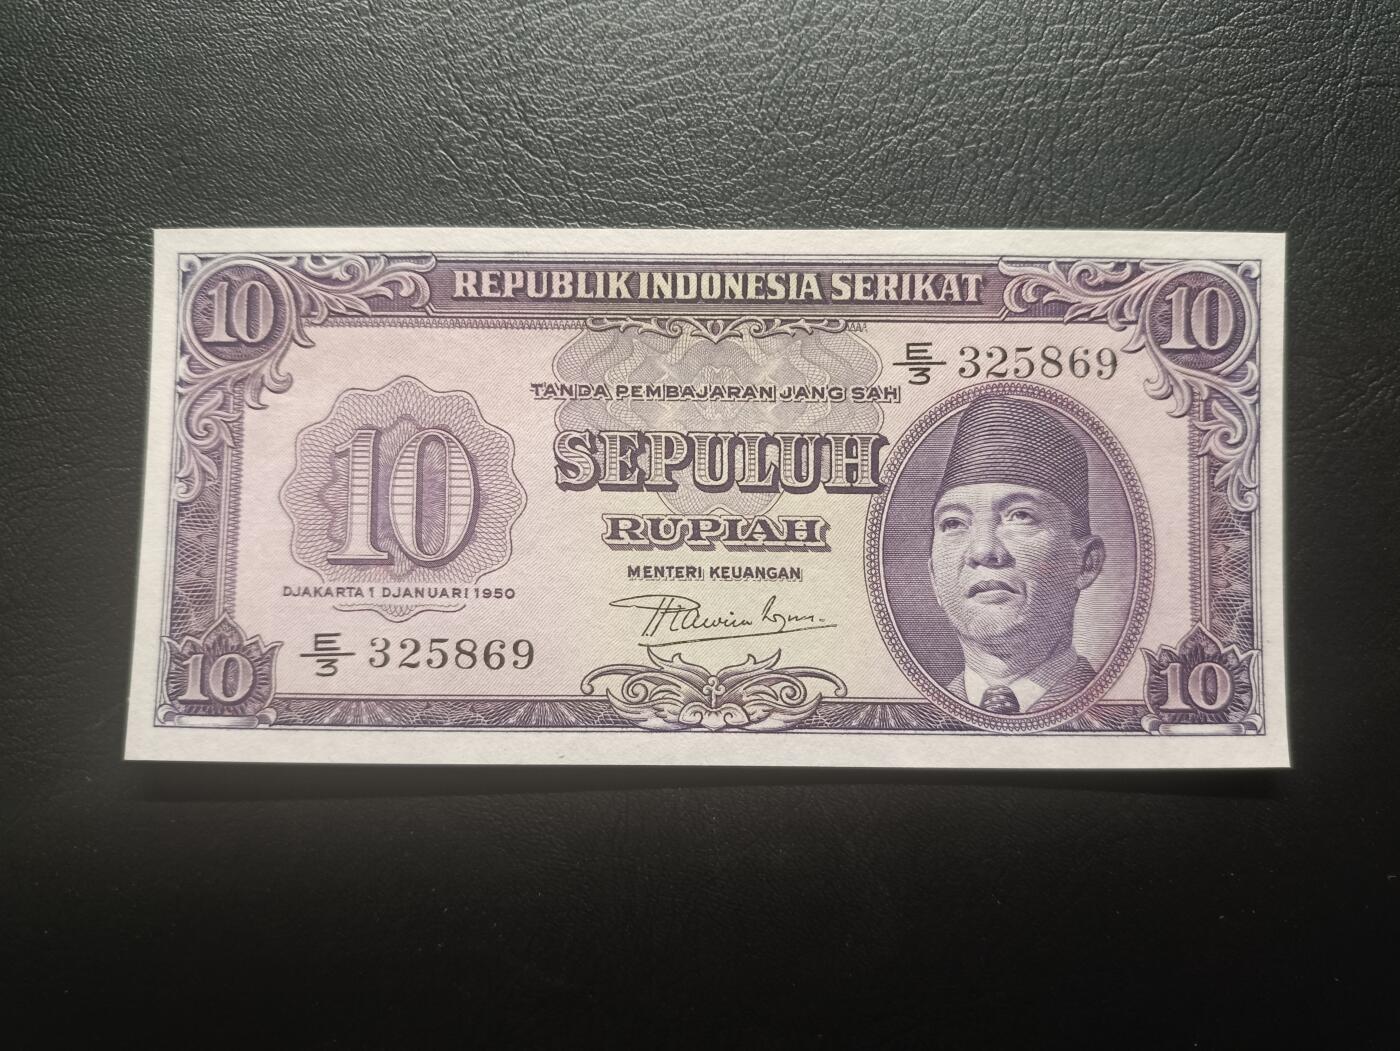 10 REPUBLIK INDONESIA SERIKAT 10
E/3 325869
TANDA PEMBAJARAN JANG SAH
10
SEPULUH
RUPIAH
MENTERI KEUANGAN
DJAKARTA 1 DJANUARI 1950
E/3 325869
10 10